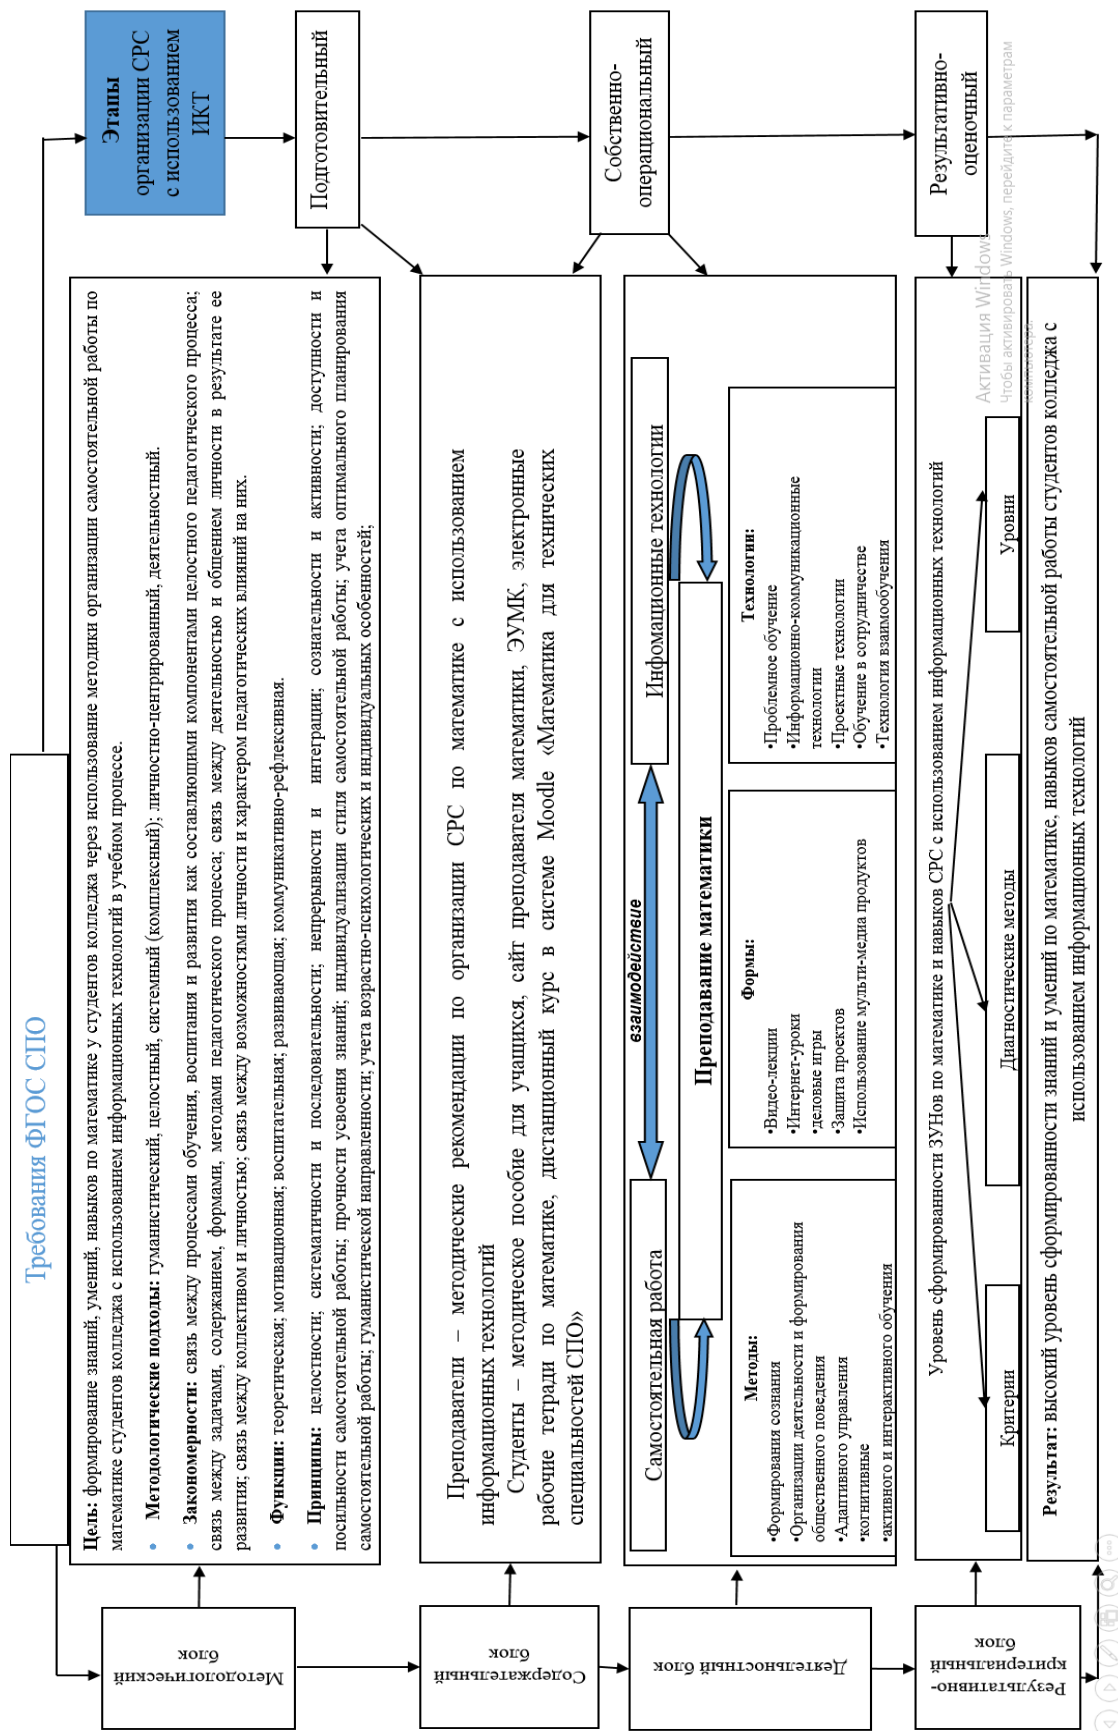 Требования ФГОС СПО
Этапы
организации СРС
с использованием
ИКТ
Подготовительный
Собственно-
операциональный
Результативно-
оценочный
Методологический
блок
Цель: формирование знаний, умений, навыков по математике у студентов колледжа через использование методики организации самостоятельной работы по
математике студентов колледжа с использованием информационных технологий в учебном процессе.
• Методологические подходы: гуманистический, целостный, системный (комплексный); личностно-центрированный, деятельностный.
• Закономерности: связь между процессами обучения, воспитания и развития как составляющими компонентами целостного педагогического процесса;
связь между задачами, содержанием, формами, методами педагогического процесса; связь между деятельностью и общением личности в результате ее
развития; связь между коллективом и личностью; связь между возможностями личности и характером педагогических влияний на них.
• Функции: теоретическая; мотивационная; воспитательная; развивающая; коммуникативно-рефлексивная.
• Принципы: целостности; систематичности и последовательности; непрерывности и интеграции; сознательности и активности; доступности и
посильности самостоятельной работы; прочности усвоения знаний; индивидуализации стиля самостоятельной работы; учета оптимального планирования
самостоятельной работы; гуманистической направленности; учета возрастно-психологических и индивидуальных особенностей;
Содержательный
блок
Преподаватели – методические рекомендации по организации СРС по математике с использованием
информационных технологий
Студенты – методическое пособие для учащихся, сайт преподавателя математики, ЭУМК, электронные
рабочие тетради по математике, дистанционный курс в системе Moodle «Математика для технических
специальностей СПО»
Деятельностный блок
Самостоятельная работа
взаимодействие
Инфомационные технологии
Преподавание математики
Методы:
•Формирования сознания
•Организации деятельности и формирования
общественного поведения
•Адаптивного управления
•когнитивные
•активного и интерактивного обучения
Формы:
•Видео-лекции
•Интернет-уроки
•деловые игры
•Защита проектов
•Использование мульти-медиа продуктов
Технологии:
•Проблемное обучение
•Информационно-коммуникационные
технологии
•Проектные технологии
•Обучение в сотрудничестве
•Технология взаимообучения
Результативно-
критериальный
блок
Уровень сформированности ЗУНов по математике и навыков СРС с использованием информационных технологий
Критерии
Диагностические методы
Уровни
Результат: высокий уровень сформированности знаний и умений по математике, навыков самостоятельной работы студентов колледжа с
использованием информационных технологий
Активация Windows
Чтобы активировать Windows, перейдите к параметрам
компьютера.